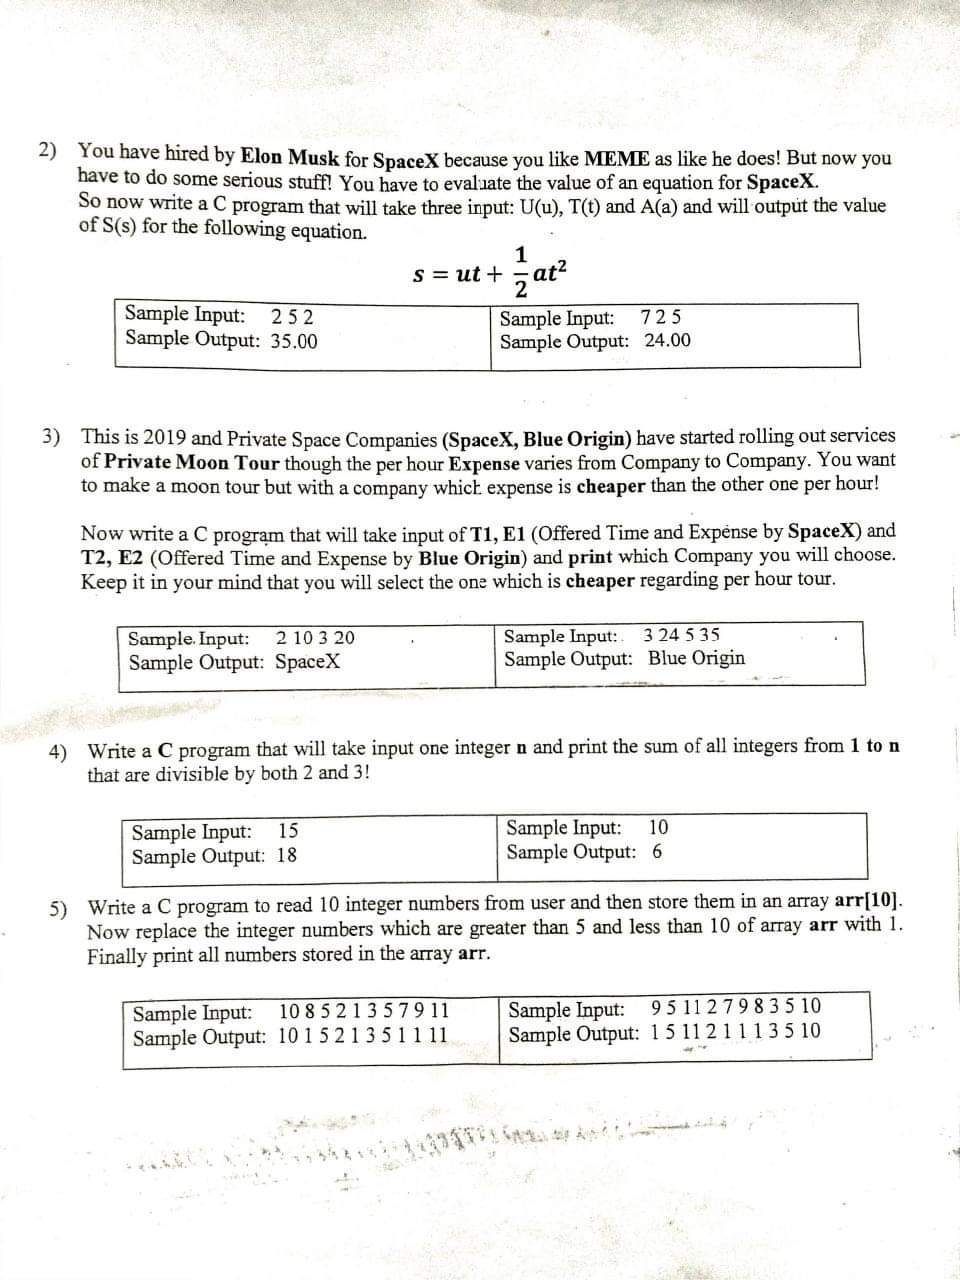 2) You have hired by Elon Musk for SpaceX because you like MEME as like he does! But now you
have to do some serious stuff! You have to evaluate the value of an equation for SpaceX.
So now write a C program that will take three input: U(u), T(t) and A(a) and will output the value
of S(s) for the following equation.
s = ut + 1/2 at²
Sample Input: 2 5 2
Sample Output: 35.00
Sample Input: 7 2 5
Sample Output: 24.00
3) This is 2019 and Private Space Companies (SpaceX, Blue Origin) have started rolling out services
of Private Moon Tour though the per hour Expense varies from Company to Company. You want
to make a moon tour but with a company which expense is cheaper than the other one per hour!
Now write a C program that will take input of T1, E1 (Offered Time and Expense by SpaceX) and
T2, E2 (Offered Time and Expense by Blue Origin) and print which Company you will choose.
Keep it in your mind that you will select the one which is cheaper regarding per hour tour.
Sample Input: 2 10 3 20
Sample Output: SpaceX
Sample Input: 3 24 5 35
Sample Output: Blue Origin
4) Write a C program that will take input one integer n and print the sum of all integers from 1 to n
that are divisible by both 2 and 3!
Sample Input: 15
Sample Output: 18
Sample Input: 10
Sample Output: 6
5) Write a C program to read 10 integer numbers from user and then store them in an array arr[10].
Now replace the integer numbers which are greater than 5 and less than 10 of array arr with 1.
Finally print all numbers stored in the array arr.
Sample Input: 10 8 5 2 1 3 5 7 9 11
Sample Output: 10 1 5 2 1 3 5 1 1 11
Sample Input: 9 5 11 2 7 9 8 3 5 10
Sample Output: 1 5 11 2 1 1 1 3 5 10